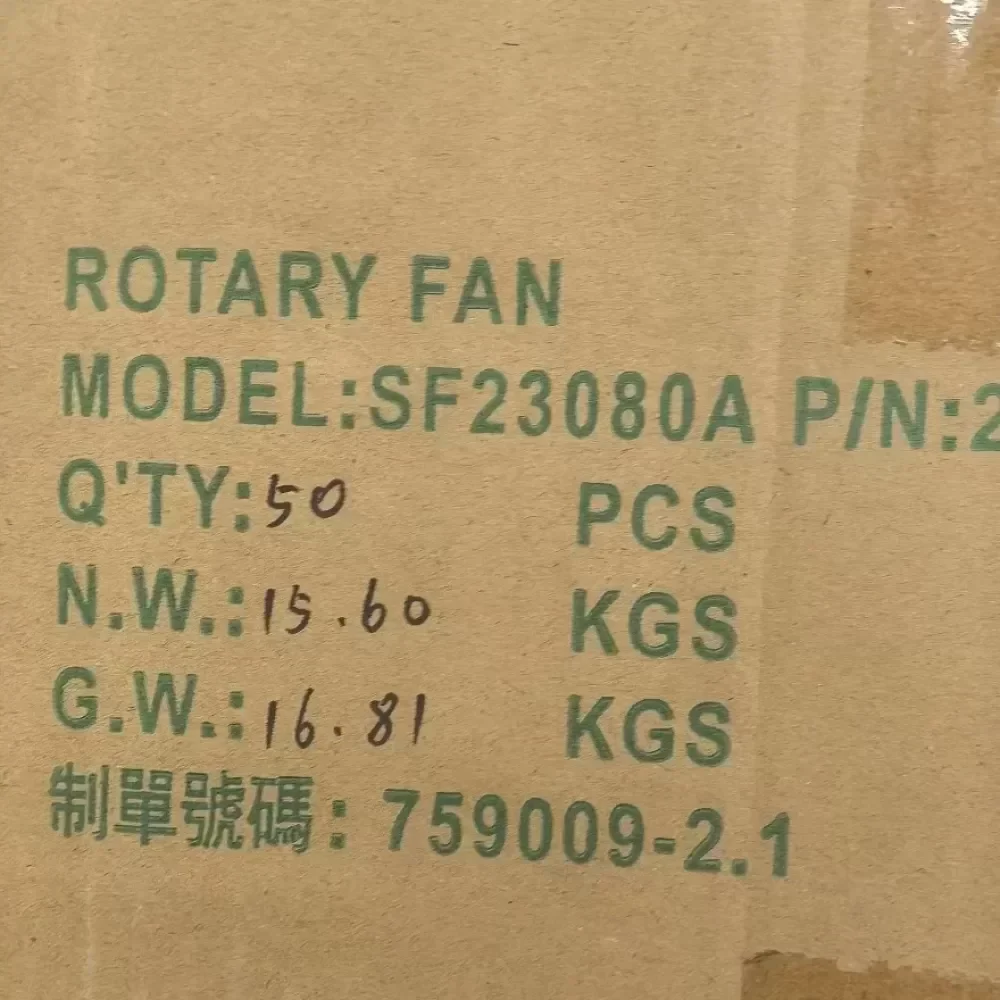 ROTARY FAN
MODEL:SF23080A P/N:2
Q'TY:50 PCS
N.W.:15.60 KGS
G.W.:16.81 KGS
制單號碼: 759009-2.1